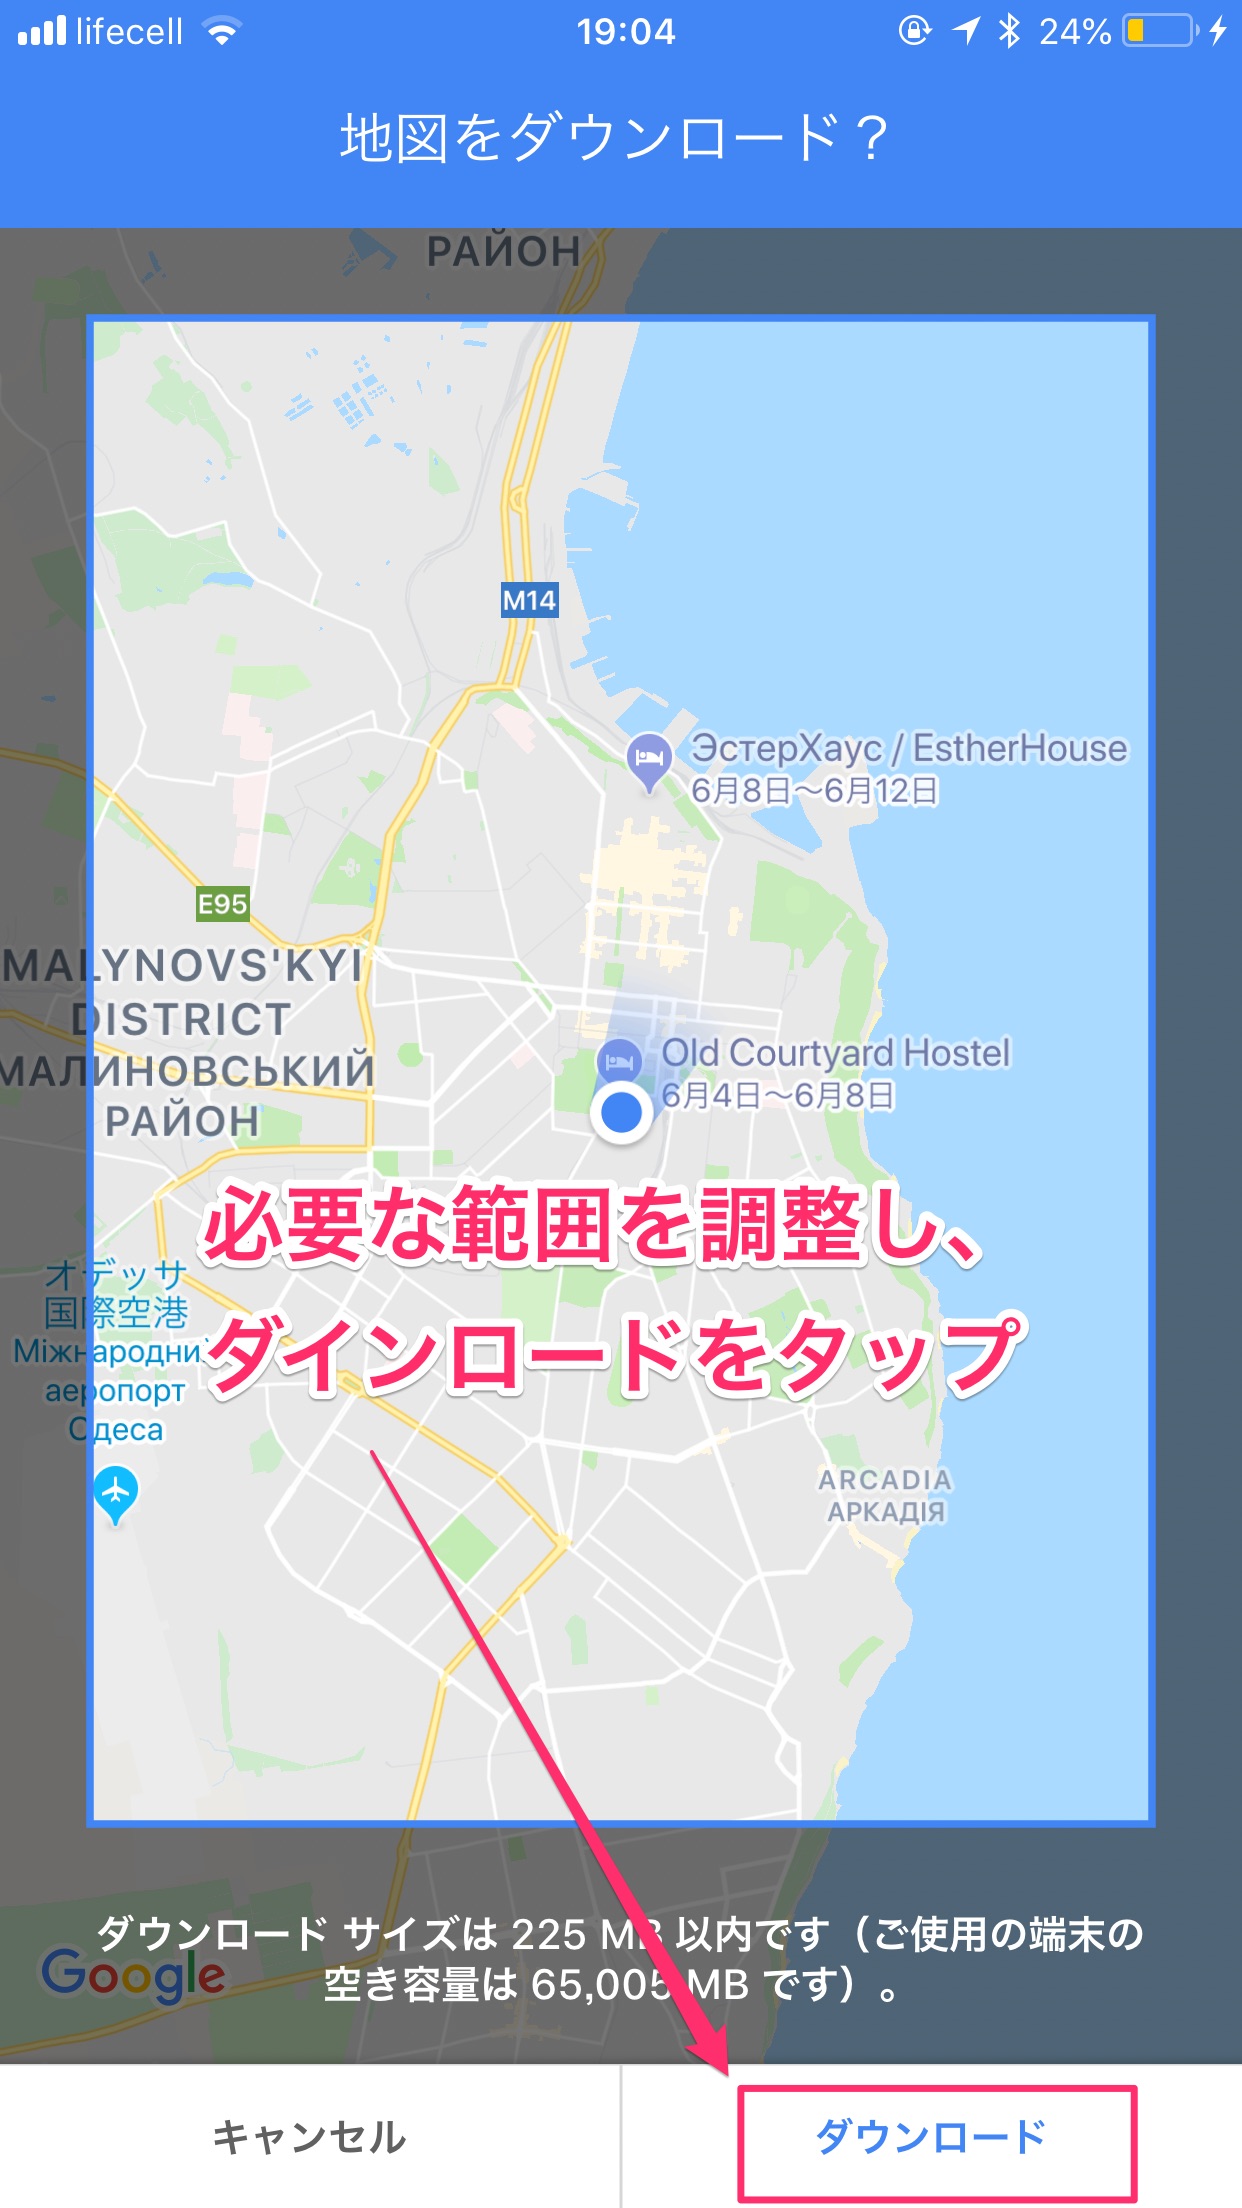 lifecell
19:04
24%
地図をダウンロード？
РАЙОН
M14
ЭстерХаус / EstherHouse
6月8日～6月12日
E95
MALYNOVS'KYI
DISTRICT
МАЛИНОВСЬКИЙ
РАЙОН
Old Courtyard Hostel
6月4日～6月8日
必要な範囲を調整し、
ダインロードをタップ
オデッサ
国際空港
Міжнародний
аеропорт
Одеса
ARCADIA
АРКАДІЯ
ダウンロード サイズは 225 MB 以内です（ご使用の端末の
空き容量は 65,005 MB です）。
Google
キャンセル
ダウンロード